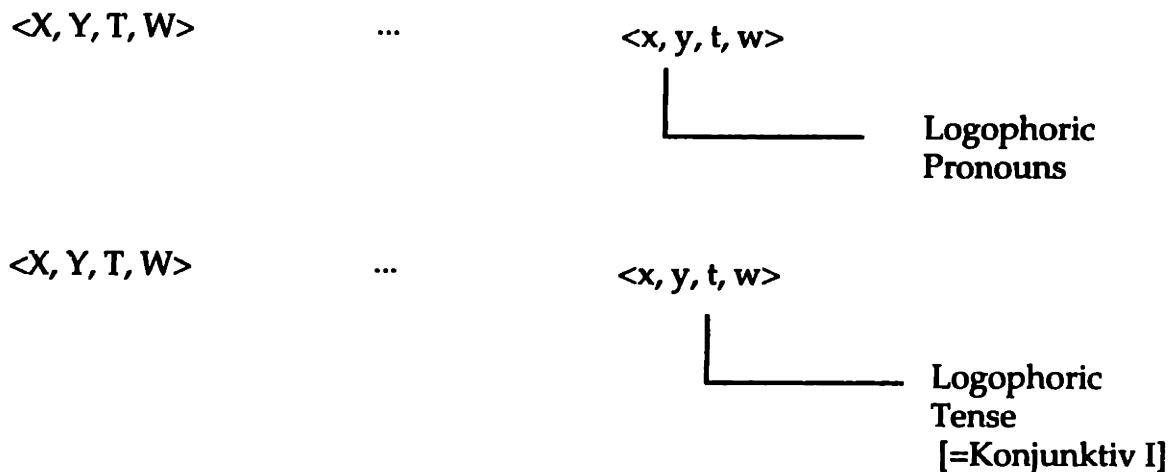 <X, Y, T, W> ... <x, y, t, w>
Logophoric
Pronouns
<X, Y, T, W> ... <x, y, t, w>
Logophoric
Tense
[=Konjunktiv I]